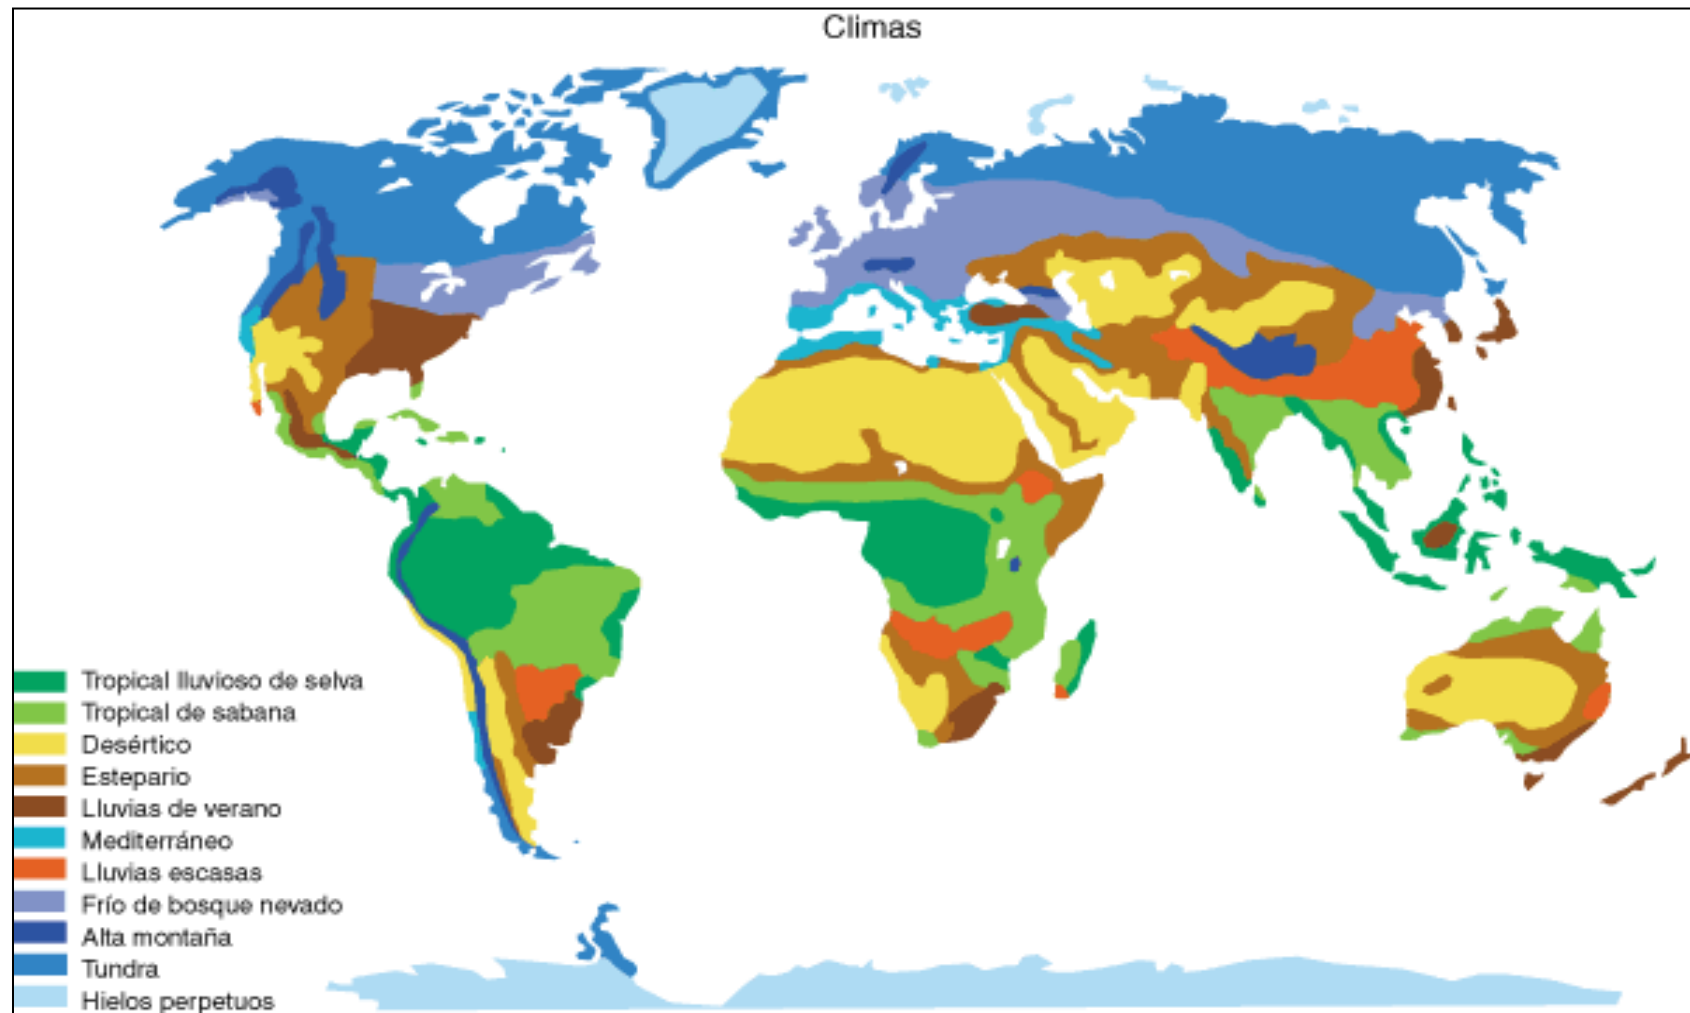 Climas
Tropical lluvioso de selva
Tropical de sabana
Desértico
Estepario
Lluvias de verano
Mediterráneo
Lluvias escasas
Frío de bosque nevado
Alta montaña
Tundra
Hielos perpetuos